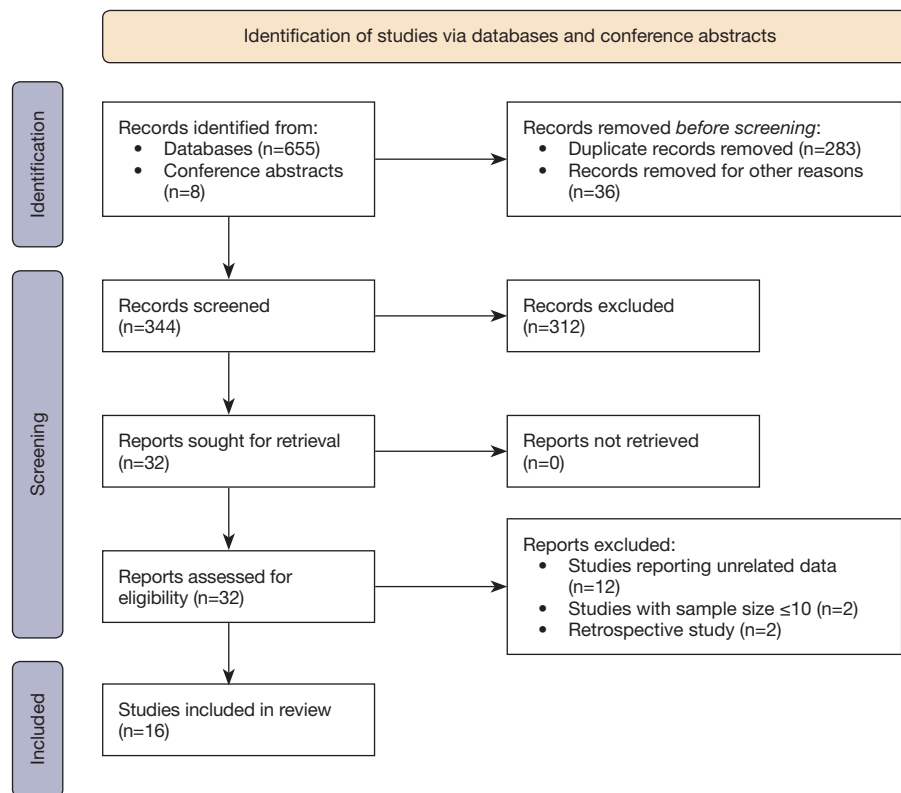 Identification of studies via databases and conference abstracts
Identification
Records identified from:
• Databases (n=655)
• Conference abstracts
(n=8)
Records removed before screening:
• Duplicate records removed (n=283)
• Records removed for other reasons
(n=36)
Screening
Records screened
(n=344)
Records excluded
(n=312)
Reports sought for retrieval
(n=32)
Reports not retrieved
(n=0)
Reports assessed for
eligibility (n=32)
Reports excluded:
• Studies reporting unrelated data
(n=12)
• Studies with sample size ≤10 (n=2)
• Retrospective study (n=2)
Included
Studies included in review
(n=16)